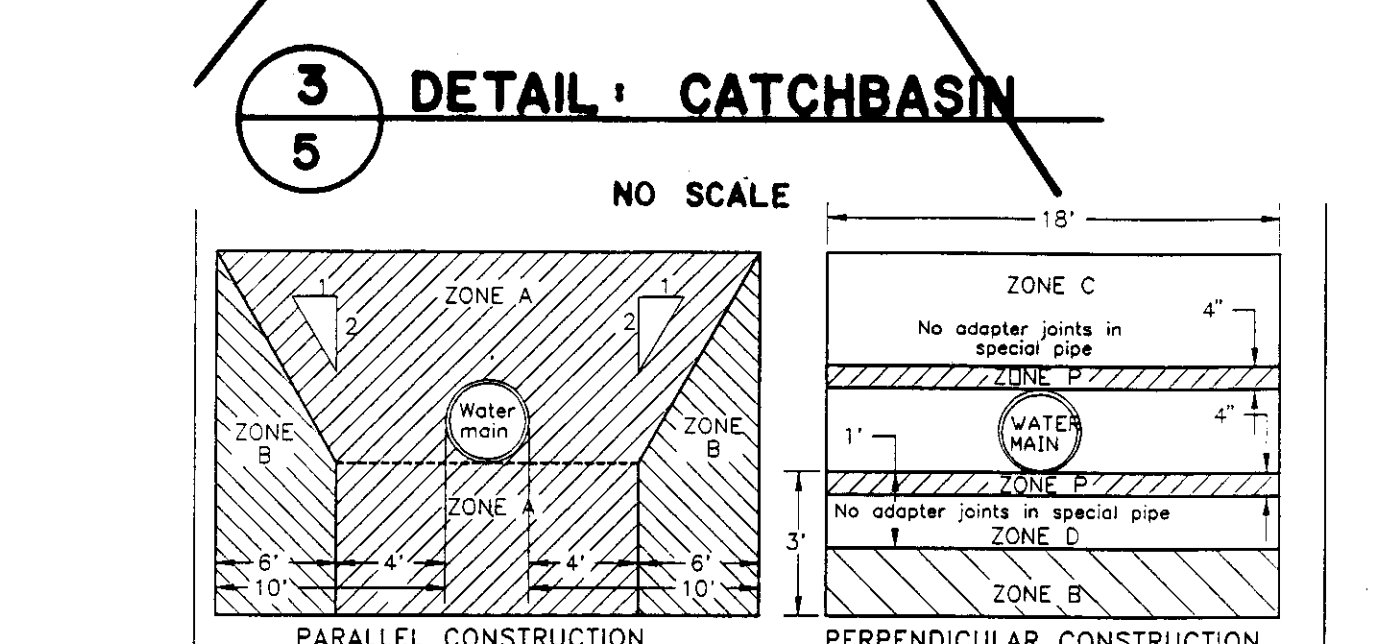 3
5
DETAIL: CATCHBASIN
NO SCALE
ZONE A
1
2
1
2
Water
main
ZONE
B
ZONE
B
ZONE A
6'
4'
4'
6'
10'
10'
PARALLEL CONSTRUCTION
18'
ZONE C
4"
No adapter joints in
special pipe
ZONE P
4"
1'
WATER
MAIN
ZONE P
No adapter joints in special pipe
3'
ZONE D
ZONE B
PERPENDICULAR CONSTRUCTION